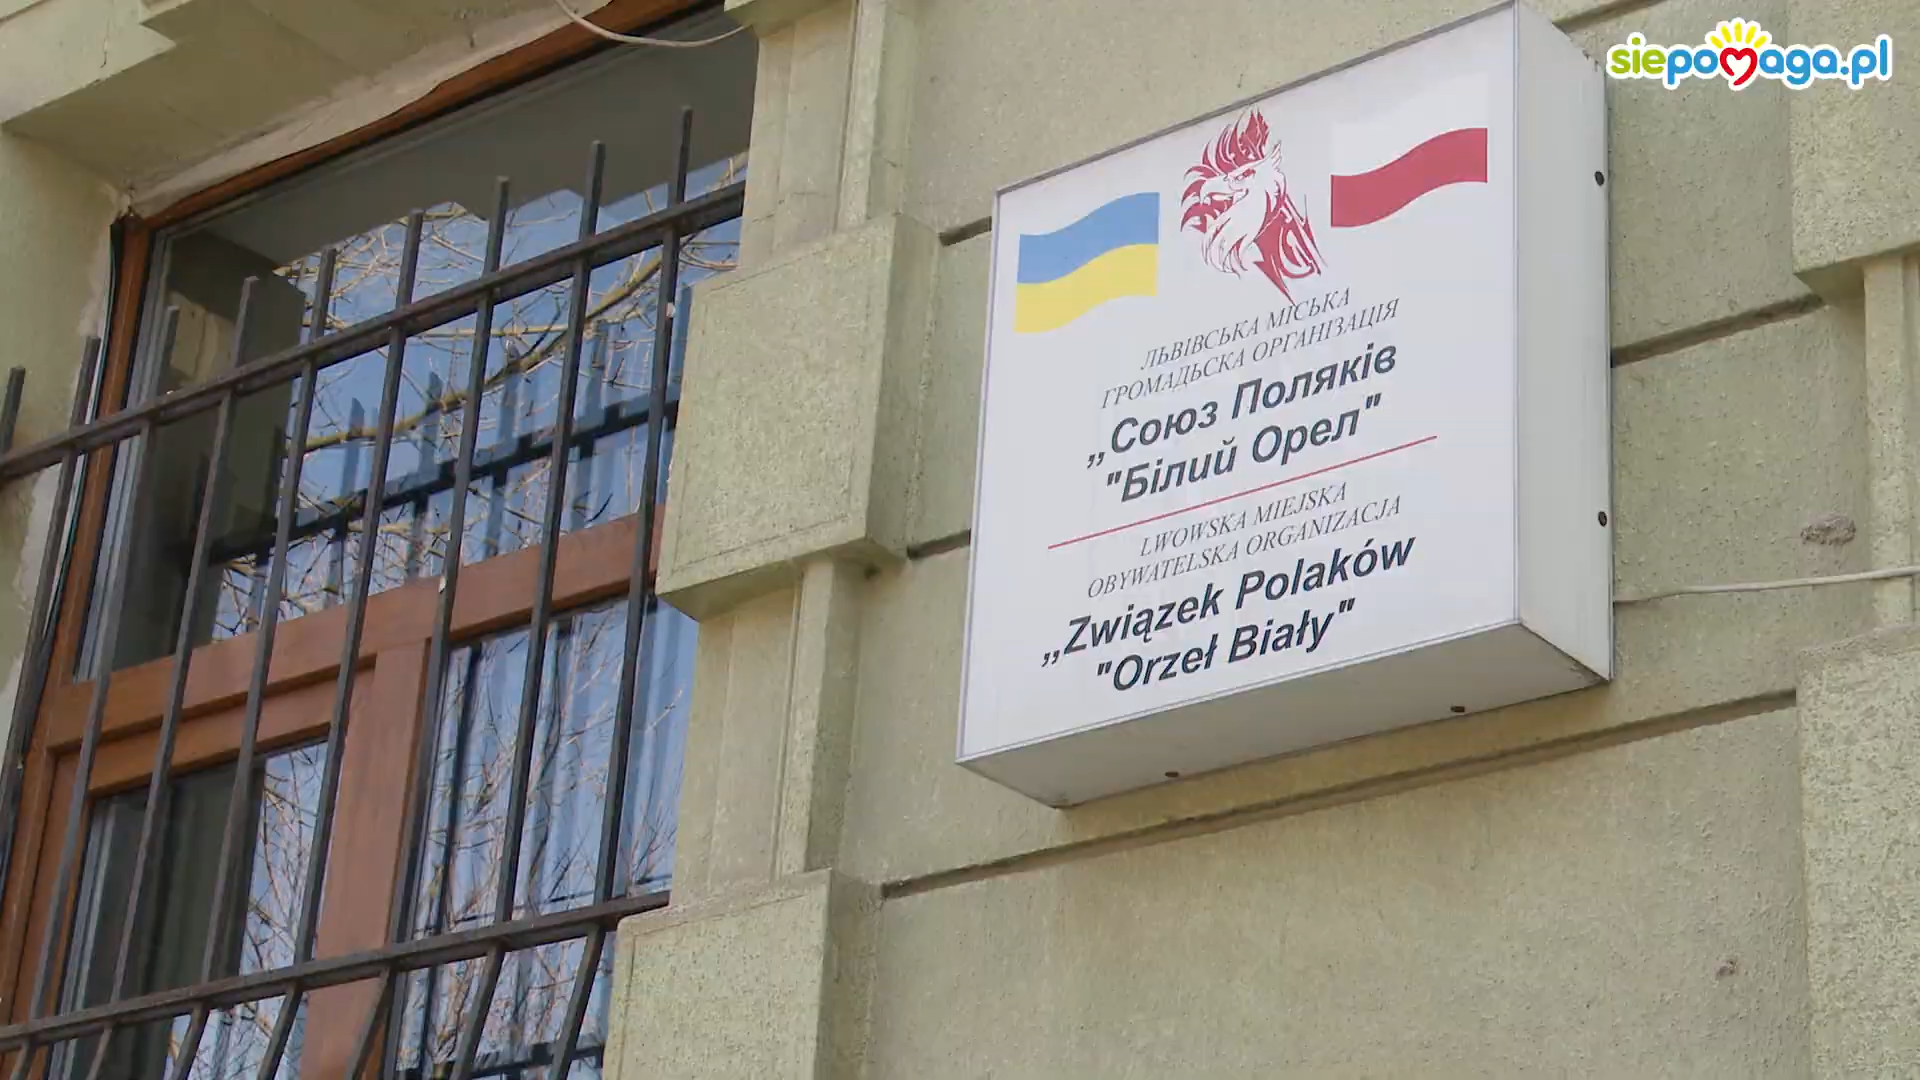 siepomaga.pl
ЛЬВІВСЬКА МІСЬКА
ГРОМАДЬСКА ОРГАНІЗАЦІЯ
,,Союз Поляків
"Білий Орел"
LWOWSKA MIEJSKA
OBYWATELSKA ORGANIZACJA
,,Związek Polaków
"Orzeł Biały"